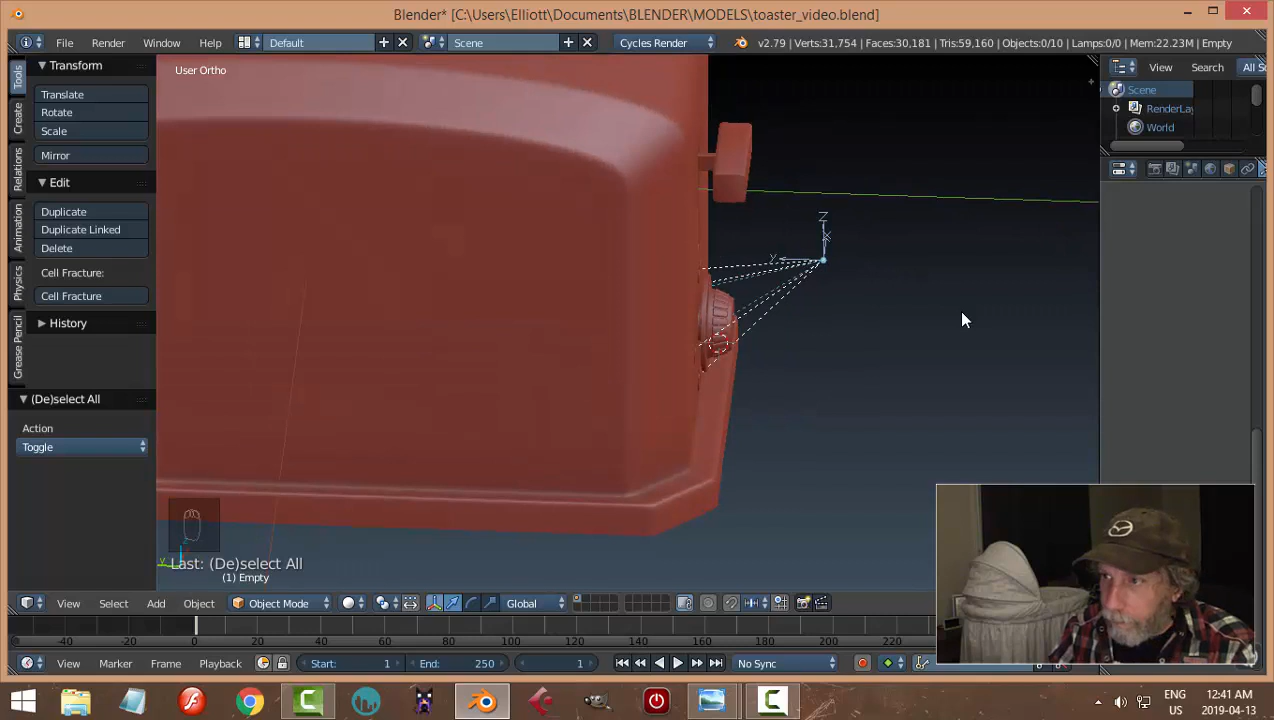 Blender* [C:\Users\Elliott\Documents\BLENDER\MODELS\toaster_video.blend]
File Render Window Help Default Scene Cycles Render v2.79 | Verts:31,754 | Faces:30,181 | Tris:59,160 | Objects:0/10 | Lamps:0/0 | Mem:22.23M | Empty
Tools
Create
Relations
Animation
Physics
Grease Pencil
Transform
Translate
Rotate
Scale
Mirror
Edit
Duplicate
Duplicate Linked
Delete
Cell Fracture:
Cell Fracture
History
(De)select All
Action
Toggle
User Ortho
Z
X
y
y
Last: (De)select All
(1) Empty
View Search All S
Scene
RenderLay
World
View Select Add Object Object Mode Global
-40 -20 0 20 40 60 80 100 120 140 160 180 200 220
View Marker Frame Playback Start: 1 End: 250 1 No Sync
ENG
US
12:41 AM
2019-04-13